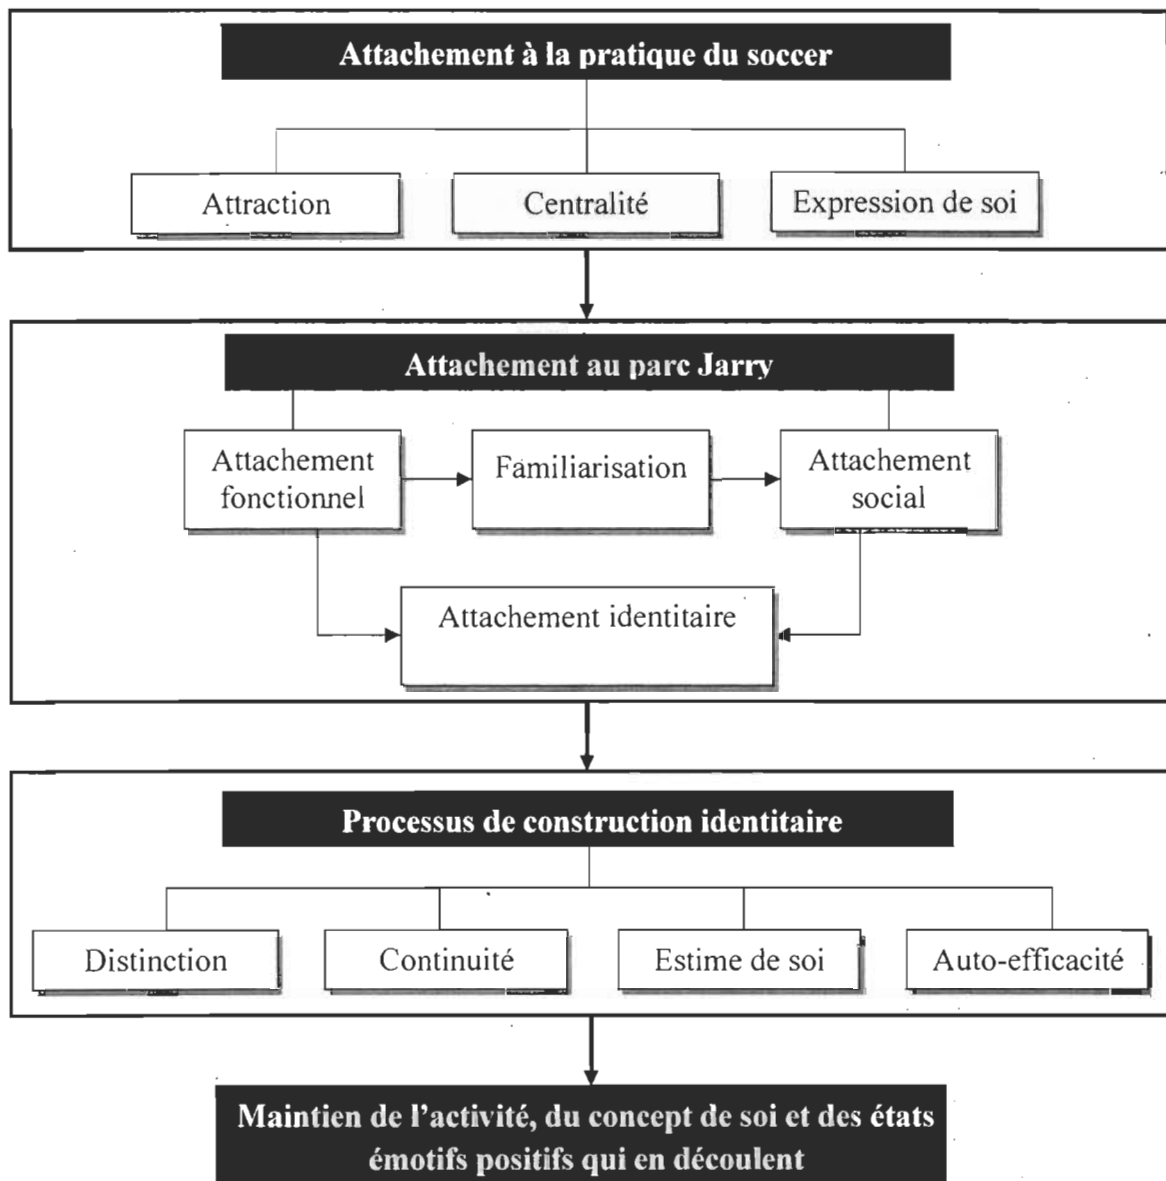 Attachement à la pratique du soccer
Attraction
Centralité
Expression de soi
Attachement au parc Jarry
Attachement
fonctionnel
Familiarisation
Attachement
social
Attachement identitaire
Processus de construction identitaire
Distinction
Continuité
Estime de soi
Auto-efficacité
Maintien de l'activité, du concept de soi et des états
émotifs positifs qui en découlent